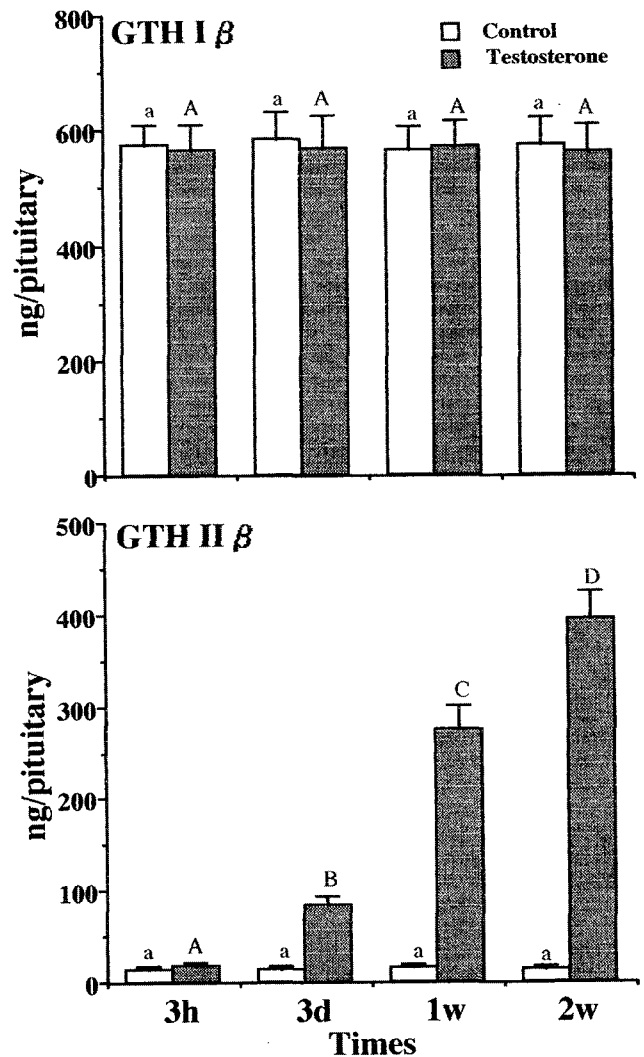 800
GTH I β
Control
Testosterone
a A a A a A a A
600
400
200
0
ng/pituitary
500
GTH II β
D
400
C
300
200
B
100
a A a a a
0
ng/pituitary
3h 3d 1w 2w
Times